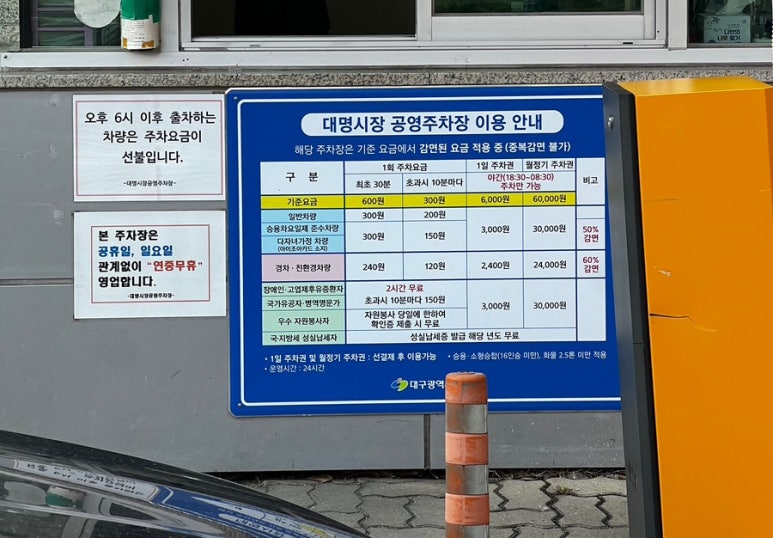 오후 6시 이후 출차하는
차량은 주차요금이
선불입니다.
-대명시장공영주차장-
본 주차장은
공휴일, 일요일
관계없이 "연중무휴"
영업합니다.
-대명시장공영주차장-
대명시장 공영주차장 이용 안내
해당 주차장은 기준 요금에서 감면된 요금 적용 중 (중복감면 불가)
구 분 1회 주차요금 1일 주차권 월정기 주차권 비고
최초 30분 초과시 10분마다 야간(18:30~08:30)
주차만 가능
기준요금 600원 300원 6,000원 60,000원
일반차량 300원 200원 3,000원 30,000원 50%
감면
승용차요일제 준수차량 300원 150원
다자녀가정 차량
(아이조아카드 소지)
경차·친환경차량 240원 120원 2,400원 24,000원 60%
감면
장애인·고엽제후유증환자 2시간 무료
초과시 10분마다 150원 3,000원 30,000원
국가유공자·병역명문가
우수 자원봉사자 자원봉사 당일에 한하여
확인증 제출 시 무료
국·지방세 성실납세자 성실납세증 발급 해당 년도 무료
• 1일 주차권 및 월정기 주차권 : 선결제 후 이용가능 • 승용·소형승합(16인승 미만), 화물 2.5톤 미만 적용
• 운영시간 : 24시간
대구광역